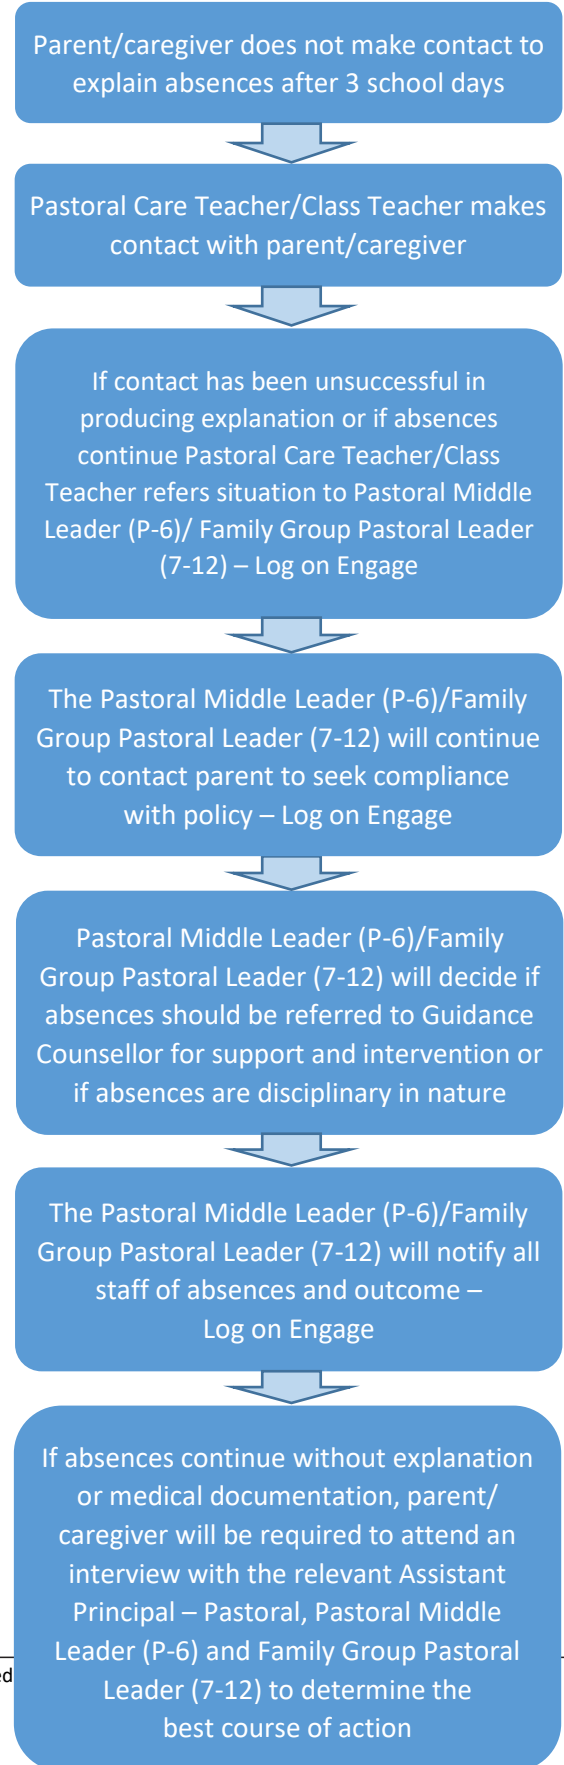 Parent/caregiver does not make contact to
explain absences after 3 school days
Pastoral Care Teacher/Class Teacher makes
contact with parent/caregiver
If contact has been unsuccessful in
producing explanation or if absences
continue Pastoral Care Teacher/Class
Teacher refers situation to Pastoral Middle
Leader (P-6)/ Family Group Pastoral Leader
(7-12) – Log on Engage
The Pastoral Middle Leader (P-6)/Family
Group Pastoral Leader (7-12) will continue
to contact parent to seek compliance
with policy – Log on Engage
Pastoral Middle Leader (P-6)/Family
Group Pastoral Leader (7-12) will decide if
absences should be referred to Guidance
Counsellor for support and intervention or
if absences are disciplinary in nature
The Pastoral Middle Leader (P-6)/Family
Group Pastoral Leader (7-12) will notify all
staff of absences and outcome –
Log on Engage
If absences continue without explanation
or medical documentation, parent/
caregiver will be required to attend an
interview with the relevant Assistant
Principal – Pastoral, Pastoral Middle
Leader (P-6) and Family Group Pastoral
Leader (7-12) to determine the
best course of action